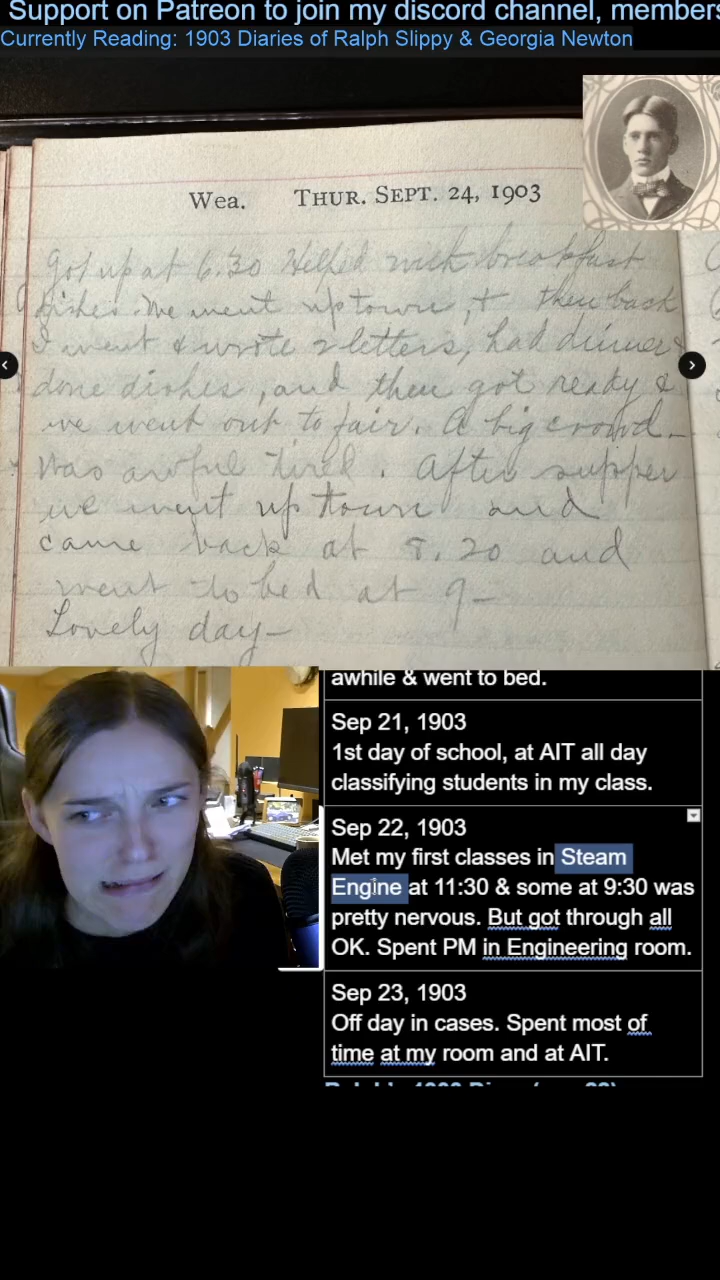 Support on Patreon to join my discord channel, members
Currently Reading: 1903 Diaries of Ralph Slippy & Georgia Newton
Wea. THUR. SEPT. 24, 1903
Got up at 6.30 Helped with breakfast
dishes. We went up town, & then back
I went & wrote 2 letters, had dinner &
done dishes, and then got ready &
we went out to fair. A big crowd-
Was awful tired. After supper
we went up town and
came back at 8.20 and
went to bed at 9-
Lovely day-
awhile & went to bed.
Sep 21, 1903
1st day of school, at AIT all day
classifying students in my class.
Sep 22, 1903
Met my first classes in Steam
Engine at 11:30 & some at 9:30 was
pretty nervous. But got through all
OK. Spent PM in Engineering room.
Sep 23, 1903
Off day in cases. Spent most of
time at my room and at AIT.